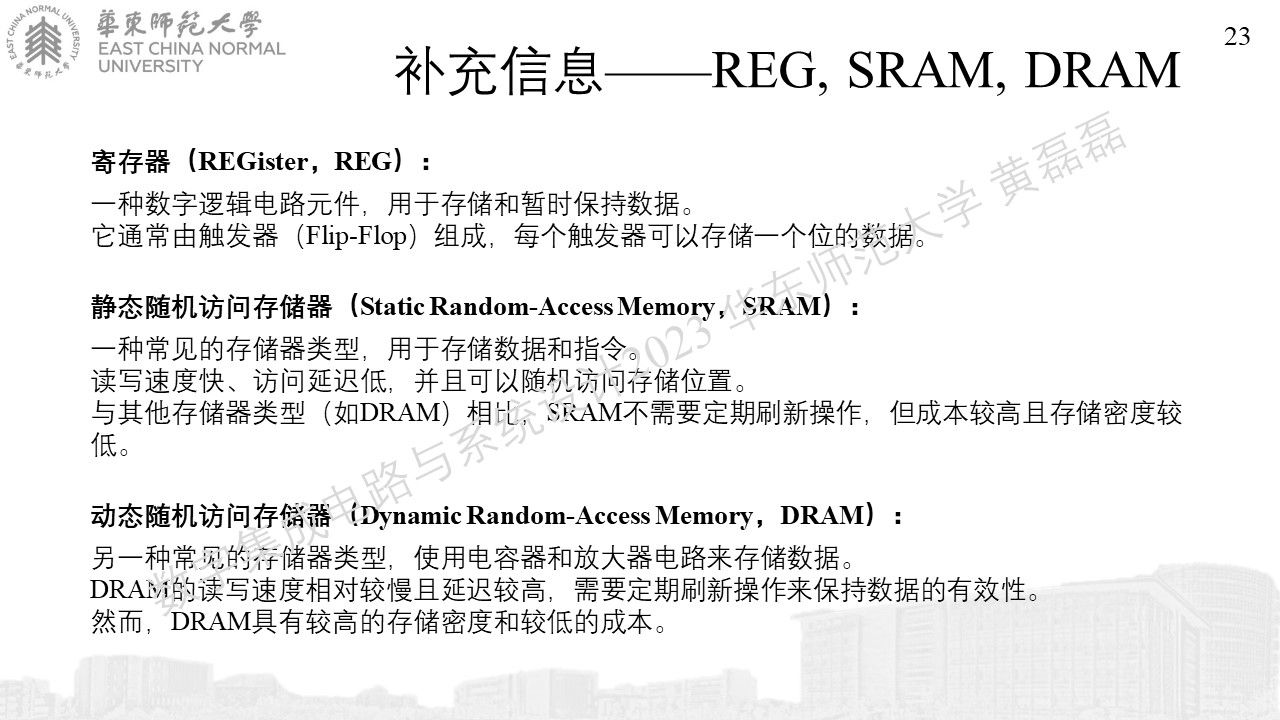 EAST CHINA NORMAL UNIVERSITY
華東師範大學
華東師範大學
EAST CHINA NORMAL
UNIVERSITY
23
补充信息——REG, SRAM, DRAM
寄存器（REGister，REG）：
一种数字逻辑电路元件，用于存储和暂时保持数据。
它通常由触发器（Flip-Flop）组成，每个触发器可以存储一个位的数据。
静态随机访问存储器（Static Random-Access Memory，SRAM）：
一种常见的存储器类型，用于存储数据和指令。
读写速度快、访问延迟低，并且可以随机访问存储位置。
与其他存储器类型（如DRAM）相比，SRAM不需要定期刷新操作，但成本较高且存储密度较
低。
动态随机访问存储器（Dynamic Random-Access Memory，DRAM）：
另一种常见的存储器类型，使用电容器和放大器电路来存储数据。
DRAM的读写速度相对较慢且延迟较高，需要定期刷新操作来保持数据的有效性。
然而，DRAM具有较高的存储密度和较低的成本。
数字集成电路与系统设计2023 华东师范大学 黄磊磊